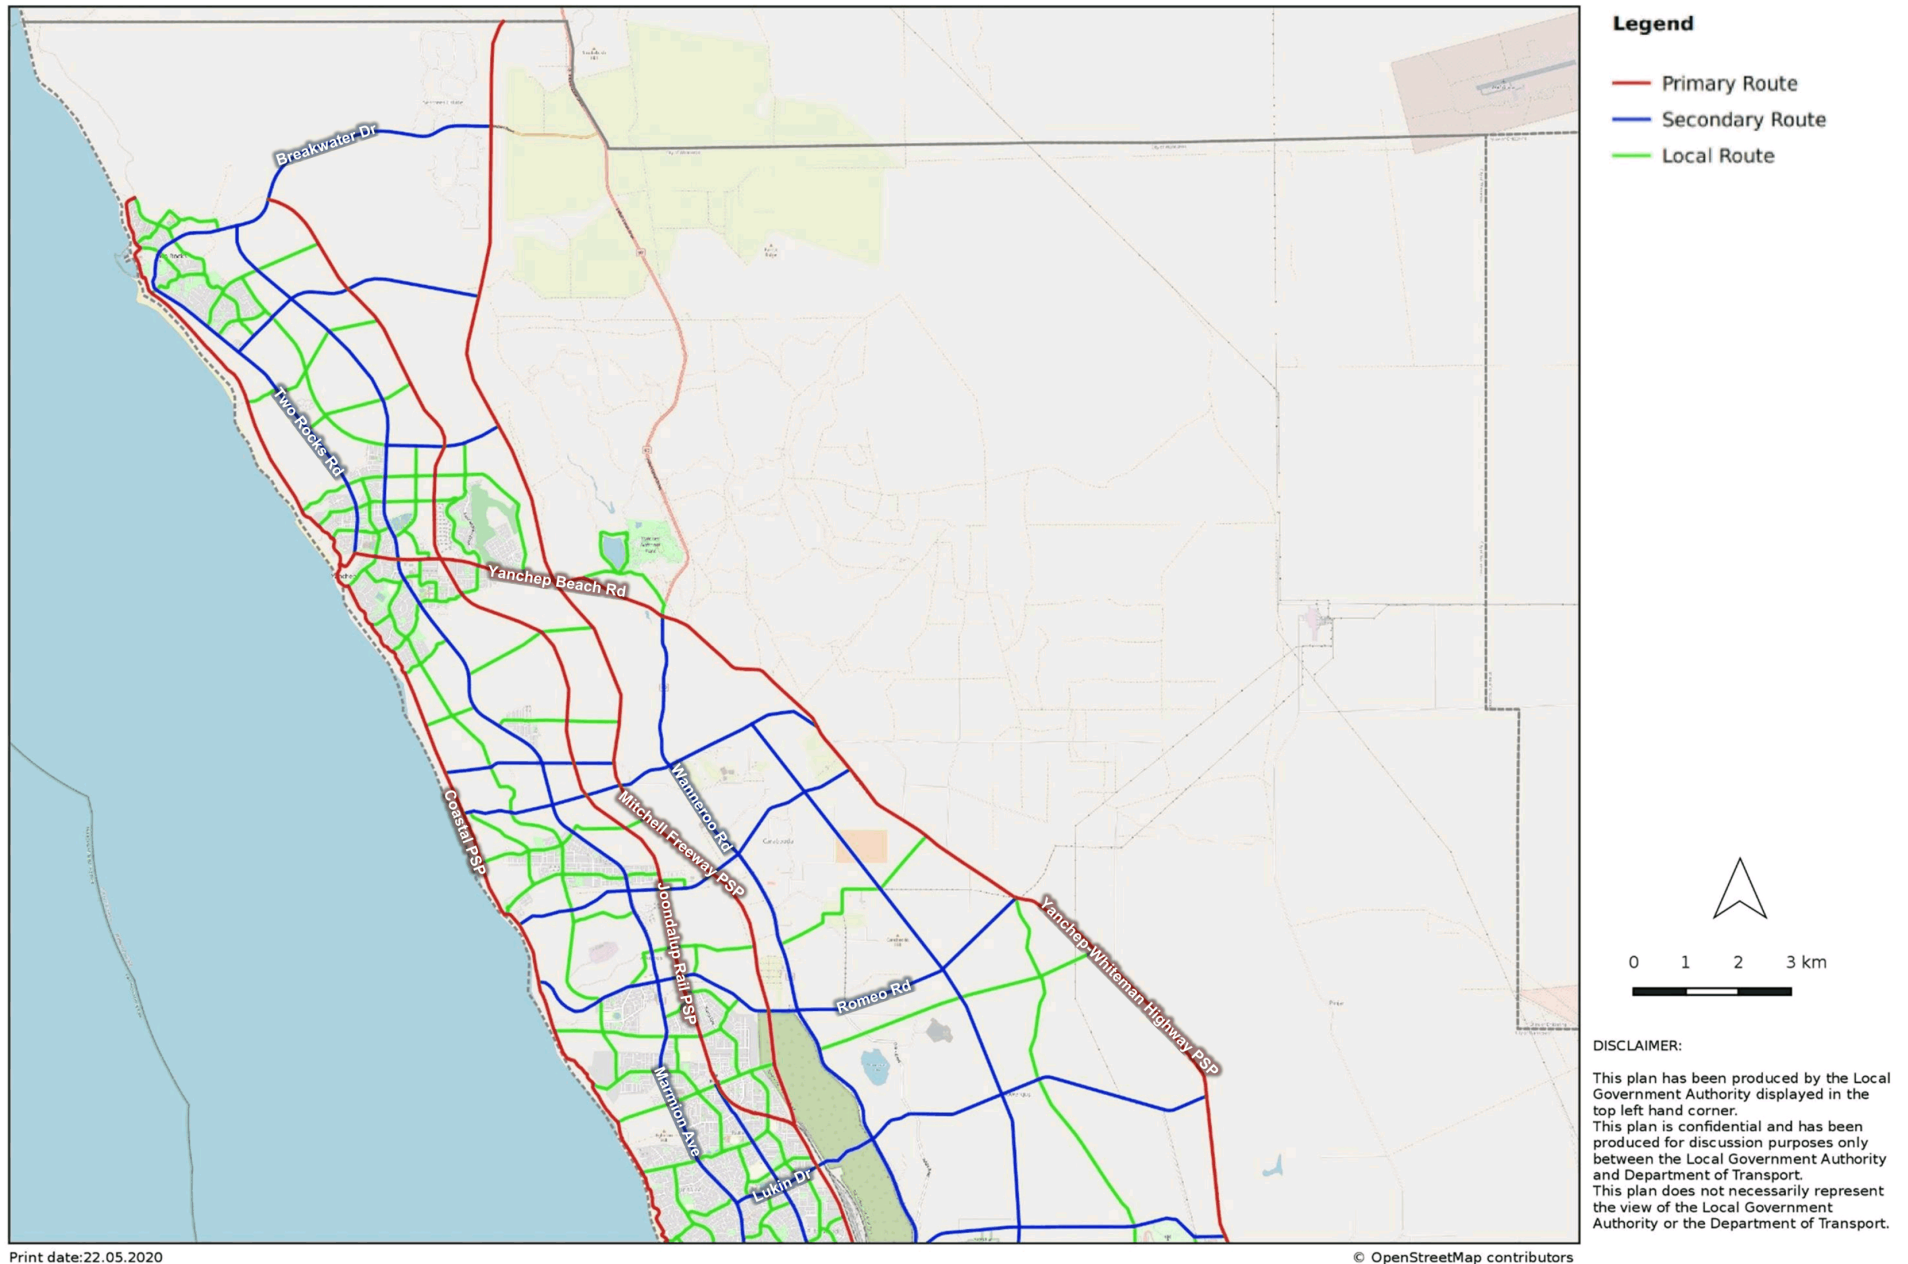 Breakwater Dr
Two Rocks Rd
Yanchep Beach Rd
Coastal PSP
Wanneroo Rd
Mitchell Freeway PSP
Joondalup Rail PSP
Yanchep-Whiteman Highway PSP
Romeo Rd
Marmion Ave
Lukin Dr
Legend
Primary Route
Secondary Route
Local Route
0 1 2 3 km
DISCLAIMER:
This plan has been produced by the Local
Government Authority displayed in the
top left hand corner.
This plan is confidential and has been
produced for discussion purposes only
between the Local Government Authority
and Department of Transport.
This plan does not necessarily represent
the view of the Local Government
Authority or the Department of Transport.
Print date:22.05.2020
© OpenStreetMap contributors